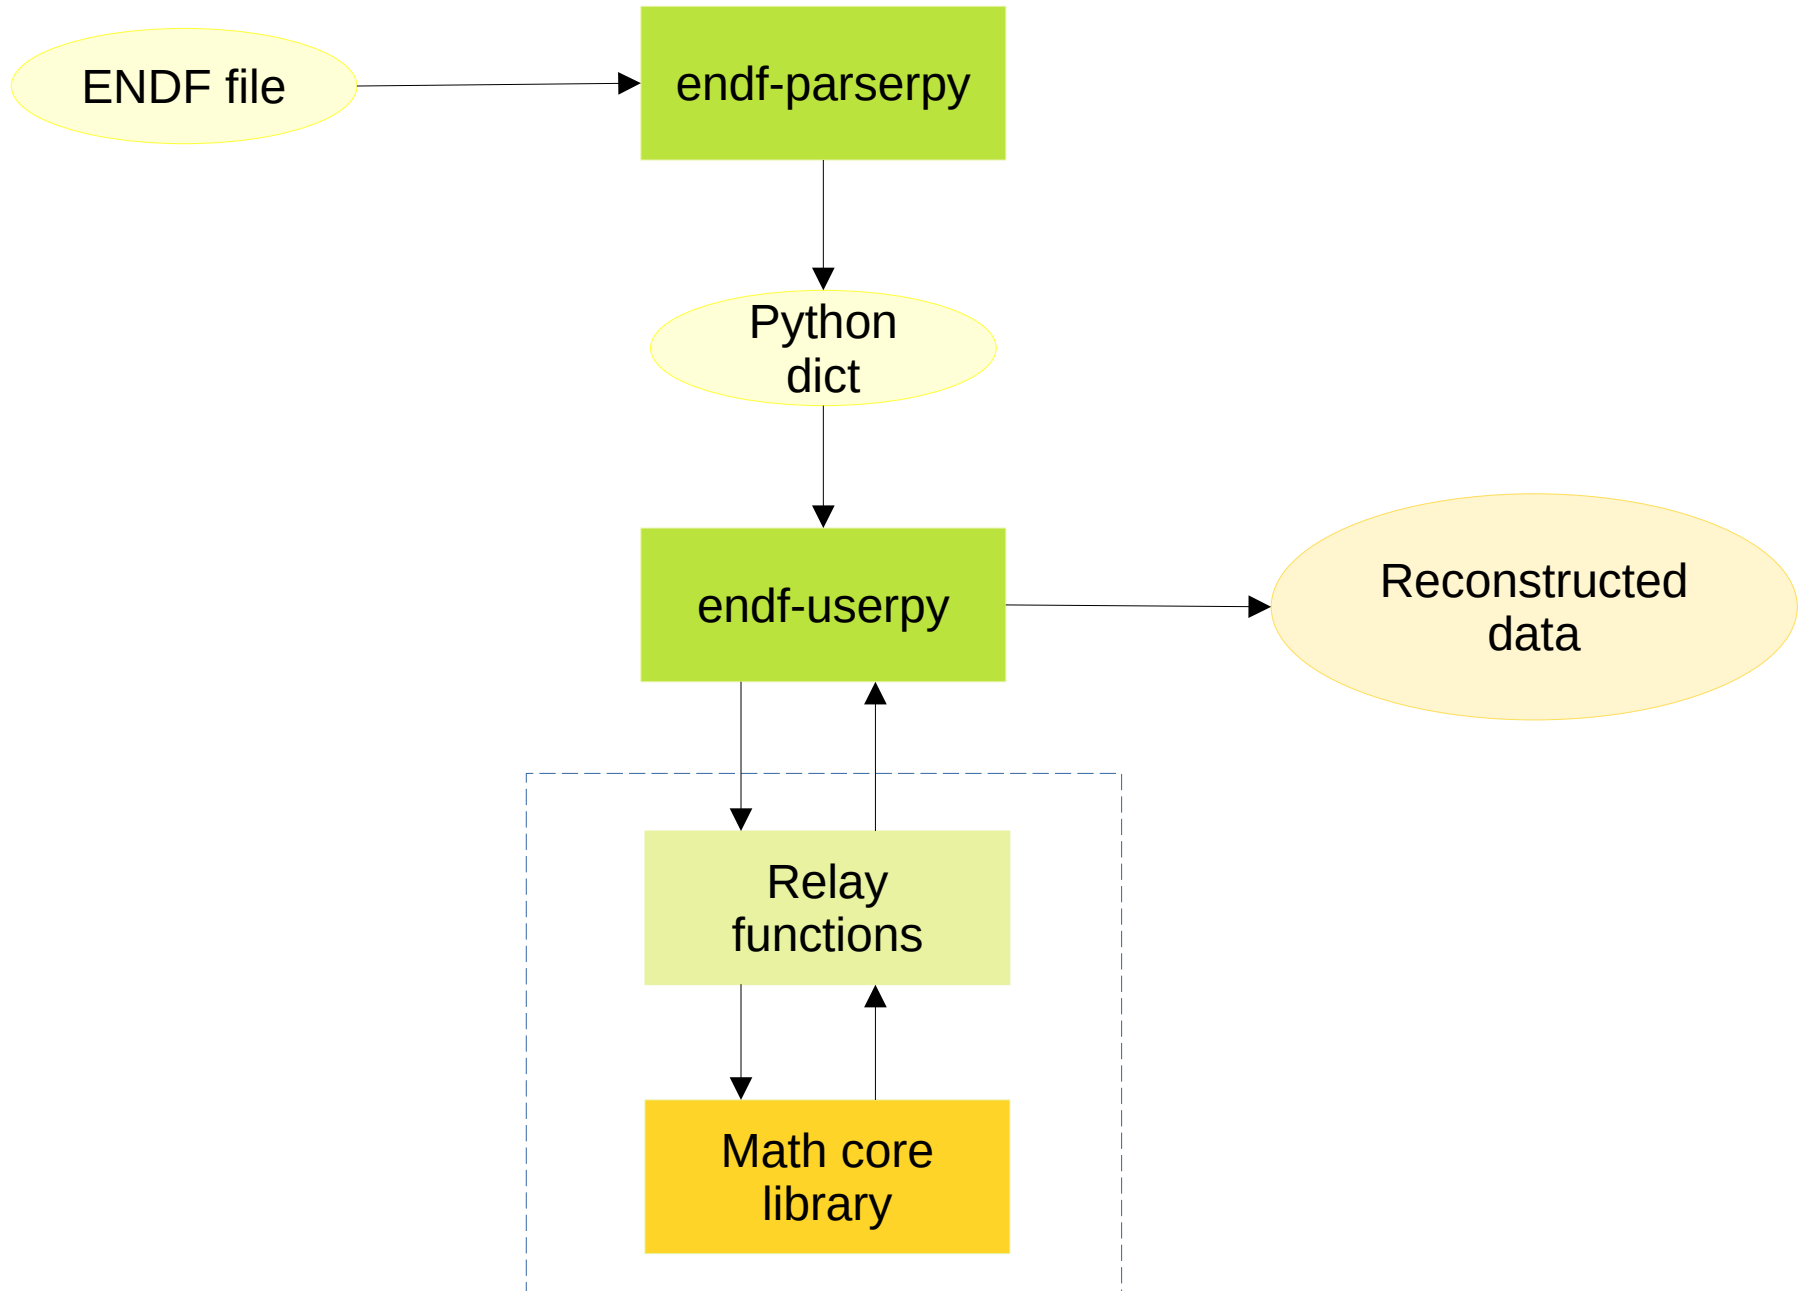 ENDF file
endf-parserpy
Python
dict
endf-userpy
Reconstructed
data
Relay
functions
Math core
library